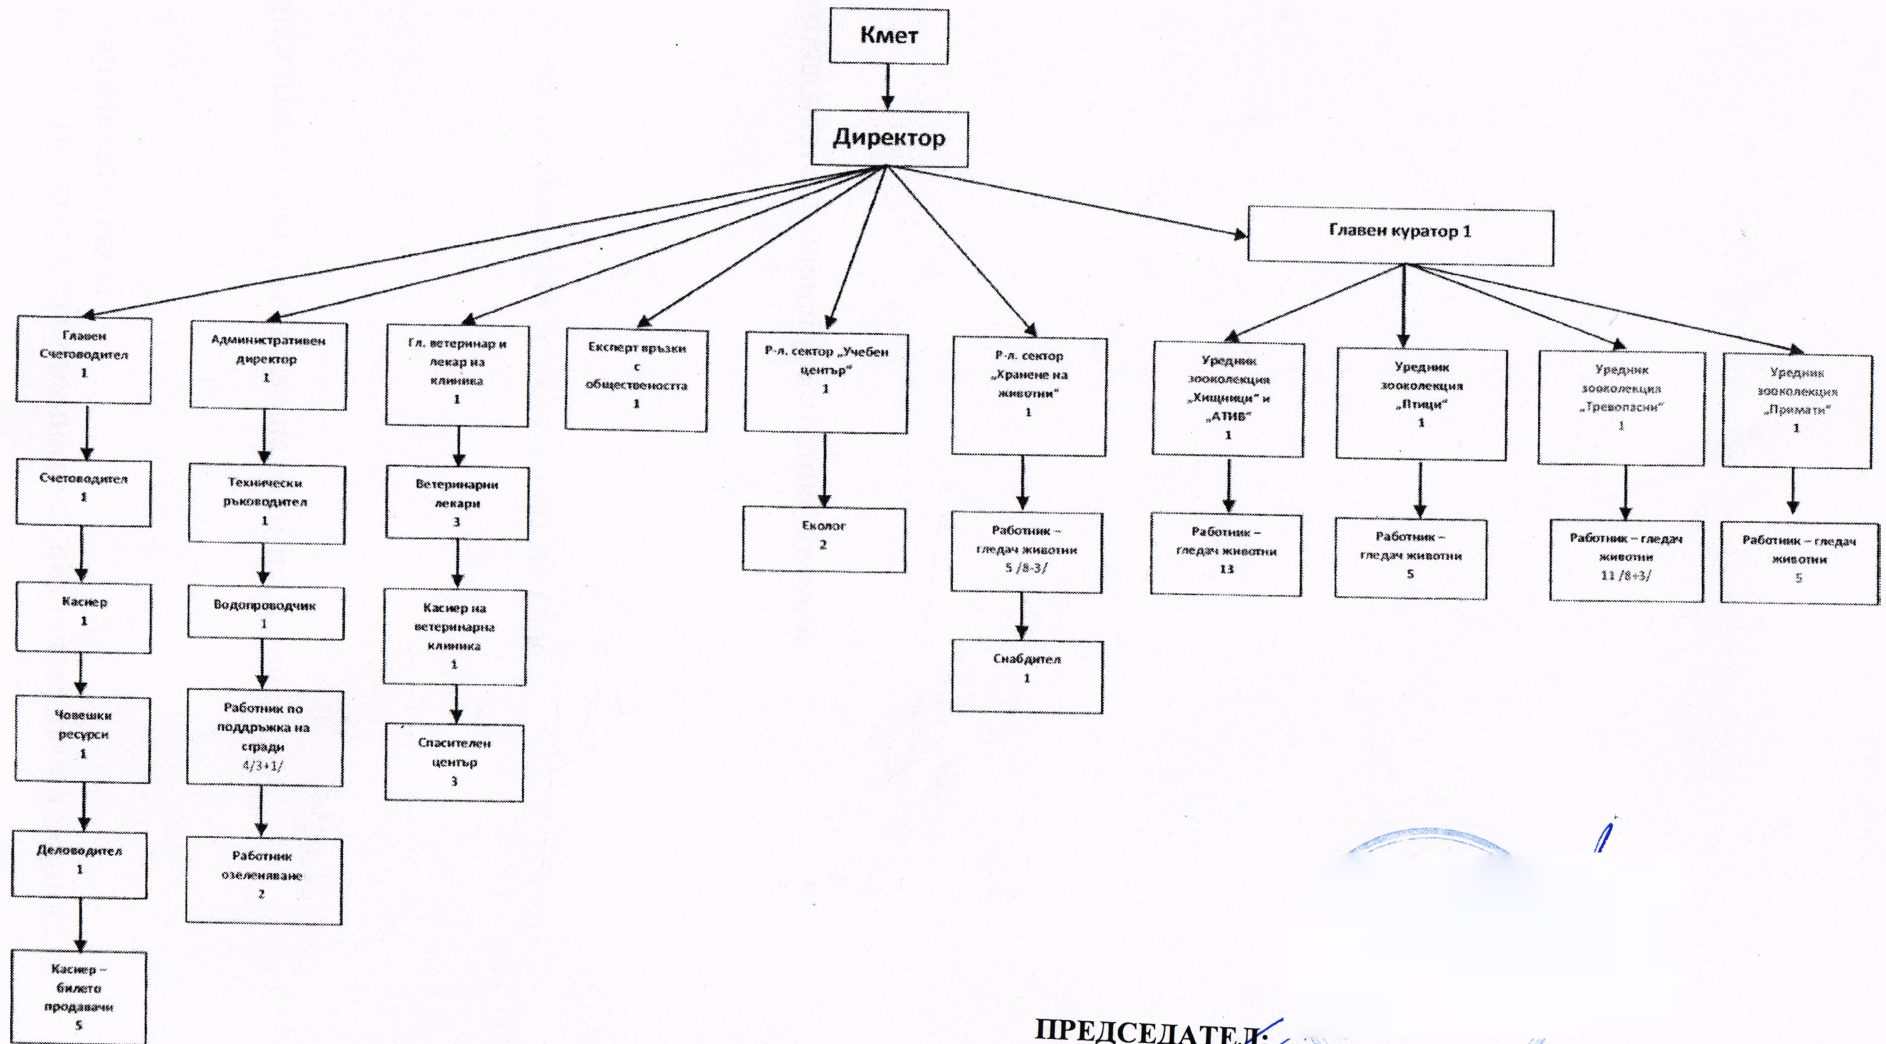 Кмет
Директор
Главен куратор 1
Главен
Счетоводител
1
Счетоводител
1
Касиер
1
Човешки
ресурси
1
Деловодител
1
Касиер –
билето
продавачи
5
Административен
директор
1
Технически
ръководител
1
Водопроводчик
1
Работник по
поддръжка на
сгради
4/3+1/
Работник
озеленяване
2
Гл. ветеринар и
лекар на
клиника
1
Ветеринарни
лекари
3
Касиер на
ветеринарна
клиника
1
Спасителен
център
3
Експерт връзки
с
обществеността
1
Р-л. сектор „Учебен
център"
1
Еколог
2
Р-л. сектор
„Хранене на
животни"
1
Работник –
гледач животни
5 /8-3/
Снабдител
1
Уредник
зооколекция
„Хищници" и
„АТИВ"
1
Работник –
гледач животни
13
Уредник
зооколекция
„Птици"
1
Работник –
гледач животни
5
Уредник
зооколекция
„Тревопасни"
1
Работник – гледач
животни
11 /8+3/
Уредник
зооколекция
„Примати"
1
Работник – гледач
животни
5
ПРЕДСЕДАТЕЛ: